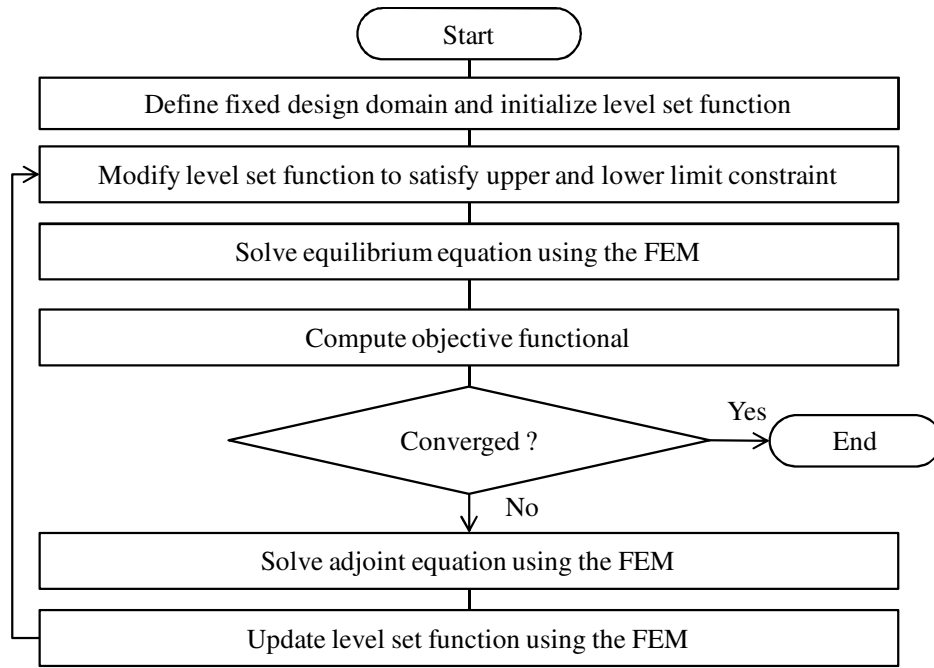 Start
Define fixed design domain and initialize level set function
Modify level set function to satisfy upper and lower limit constraint
Solve equilibrium equation using the FEM
Compute objective functional
Converged ?
Yes
End
No
Solve adjoint equation using the FEM
Update level set function using the FEM